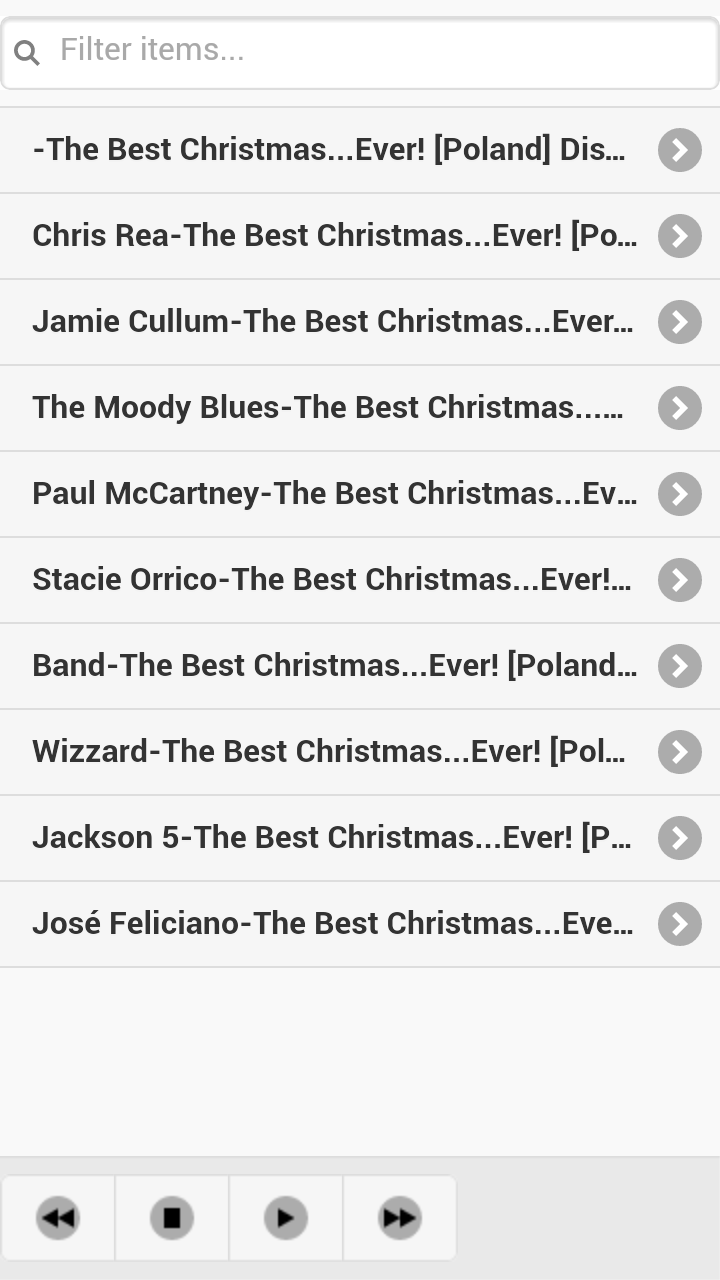 Filter items...
-The Best Christmas...Ever! [Poland] Dis...
Chris Rea-The Best Christmas...Ever! [Po...
Jamie Cullum-The Best Christmas...Ever...
The Moody Blues-The Best Christmas......
Paul McCartney-The Best Christmas...Ev...
Stacie Orrico-The Best Christmas...Ever!...
Band-The Best Christmas...Ever! [Poland...
Wizzard-The Best Christmas...Ever! [Pol...
Jackson 5-The Best Christmas...Ever! [P...
José Feliciano-The Best Christmas...Eve...